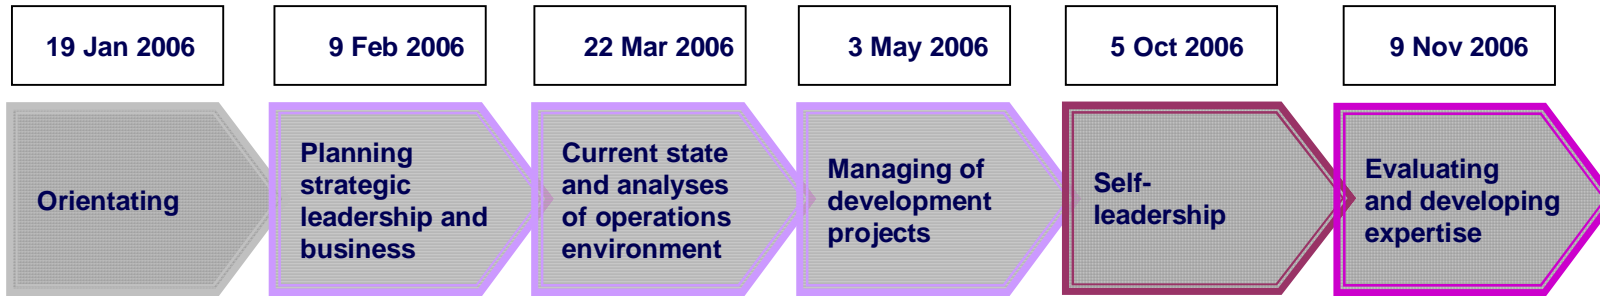 19 Jan 2006
9 Feb 2006
22 Mar 2006
3 May 2006
5 Oct 2006
9 Nov 2006
Orientating
Planning
strategic
leadership and
business
Current state
and analyses
of operations
environment
Managing of
development
projects
Self-
leadership
Evaluating
and developing
expertise